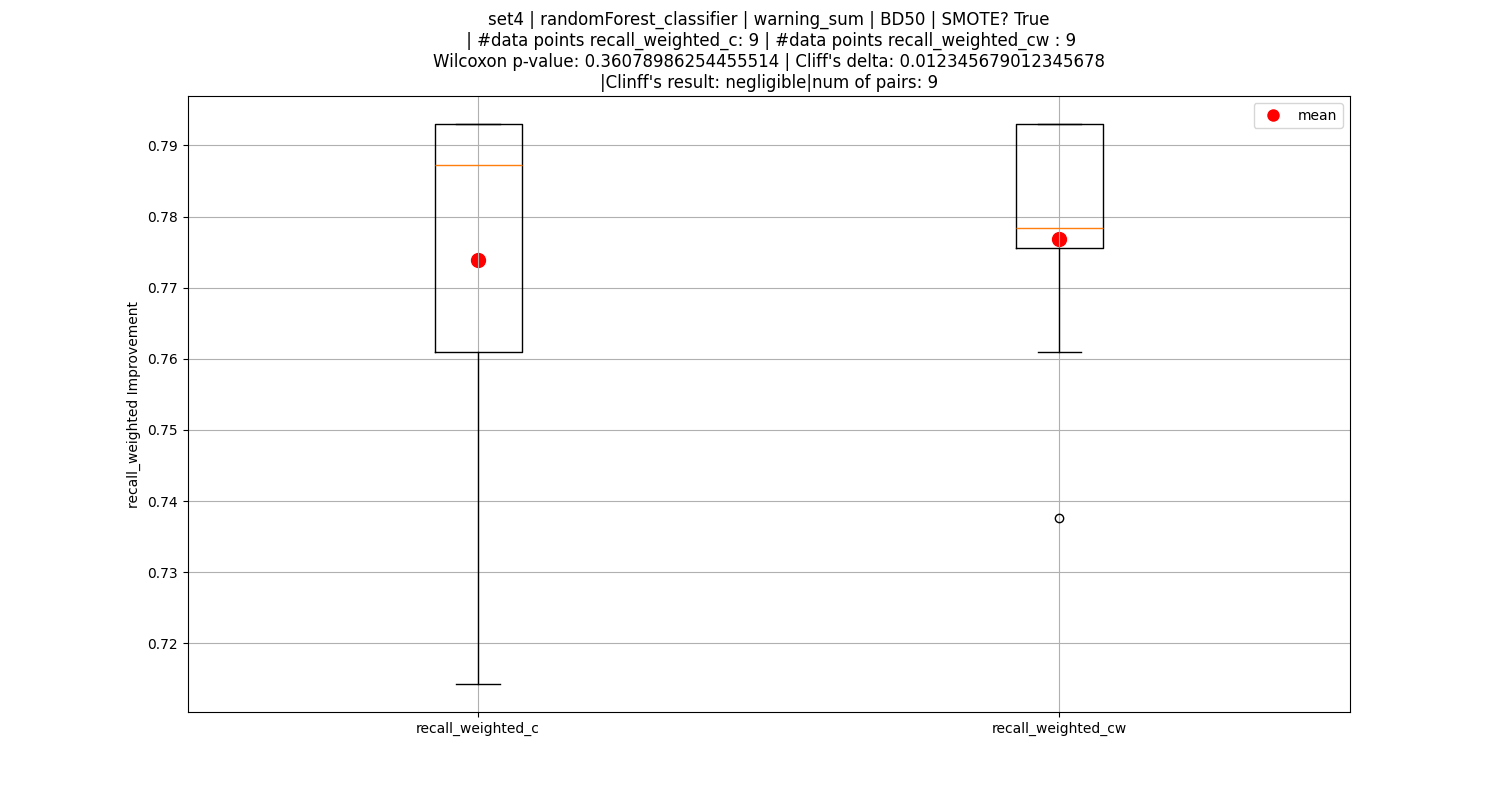 set4 | randomForest_classifier | warning_sum | BD50 | SMOTE? True
| #data points recall_weighted_c: 9 | #data points recall_weighted_cw : 9
Wilcoxon p-value: 0.36078986254455514 | Cliff's delta: 0.012345679012345678
|Clinff's result: negligible|num of pairs: 9
mean
0.79
0.78
0.77
0.76
0.75
0.74
0.73
0.72
recall_weighted Improvement
recall_weighted_c
recall_weighted_cw